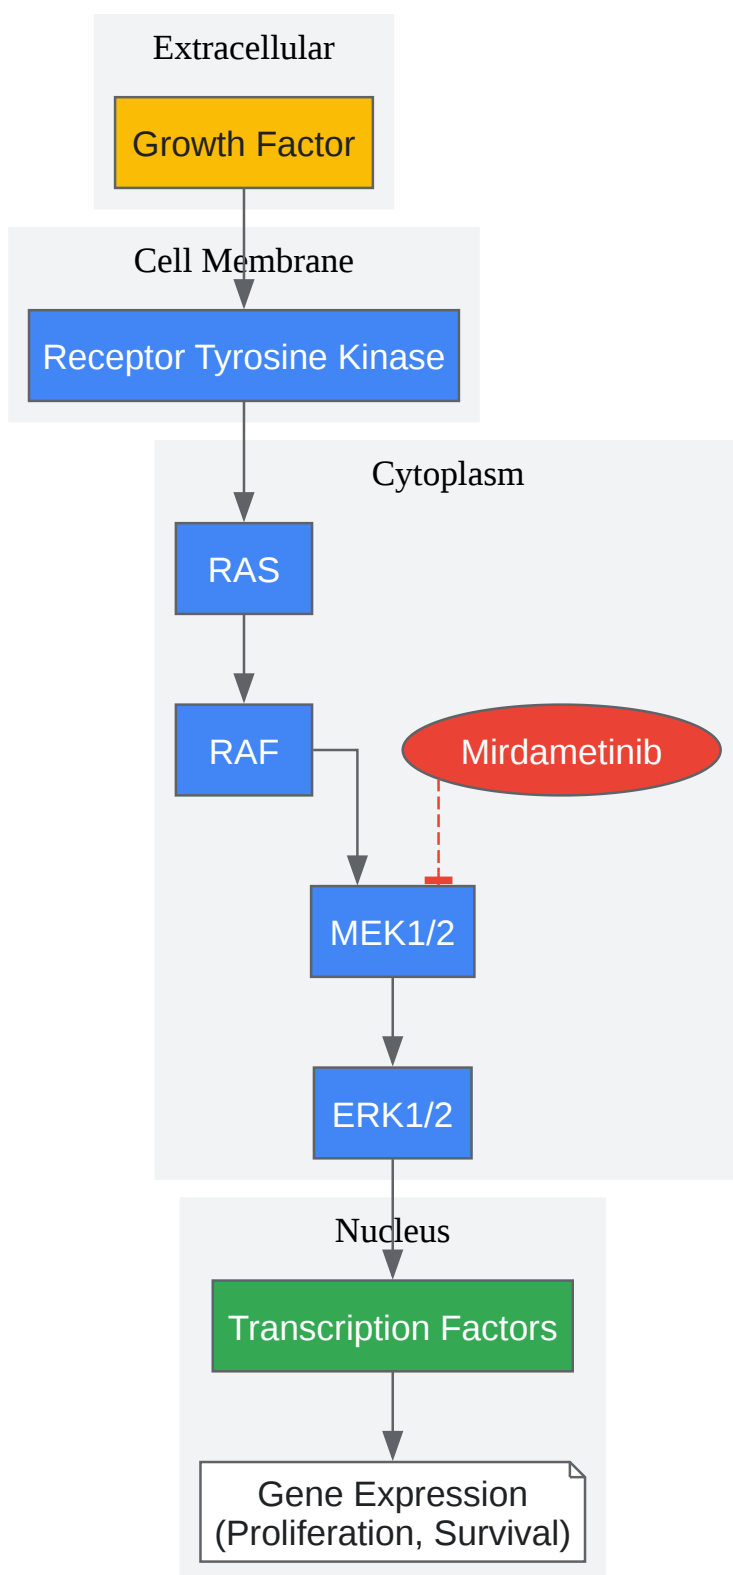 Extracellular
Growth Factor
Cell Membrane
Receptor Tyrosine Kinase
Cytoplasm
RAS
RAF
Mirdametinib
MEK1/2
ERK1/2
Nucleus
Transcription Factors
Gene Expression
(Proliferation, Survival)